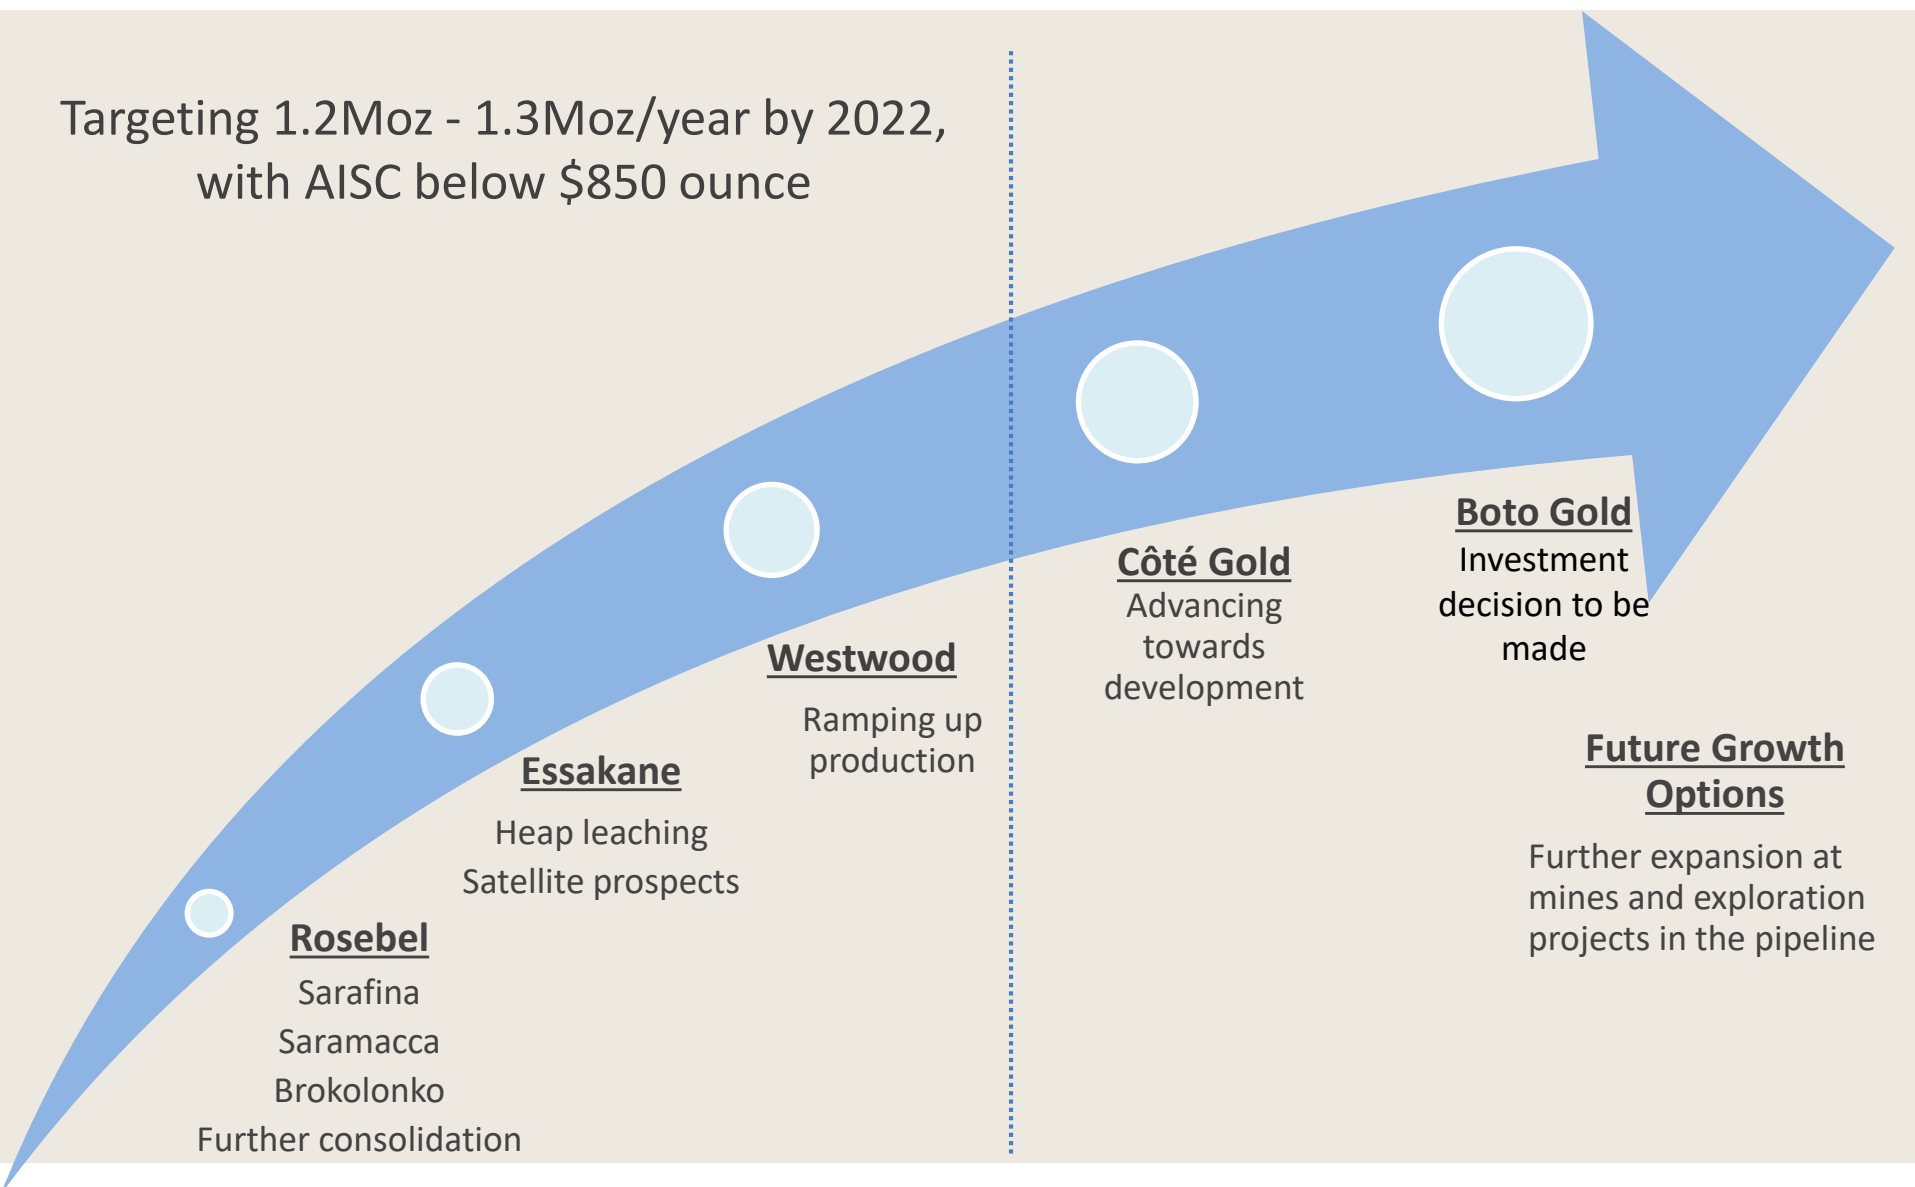 Targeting 1.2Moz - 1.3Moz/year by 2022,
with AISC below $850 ounce
Rosebel
Sarafina
Saramacca
Brokolonko
Further consolidation
Essakane
Heap leaching
Satellite prospects
Westwood
Ramping up
production
Côté Gold
Advancing
towards
development
Boto Gold
Investment
decision to be
made
Future Growth
Options
Further expansion at
mines and exploration
projects in the pipeline